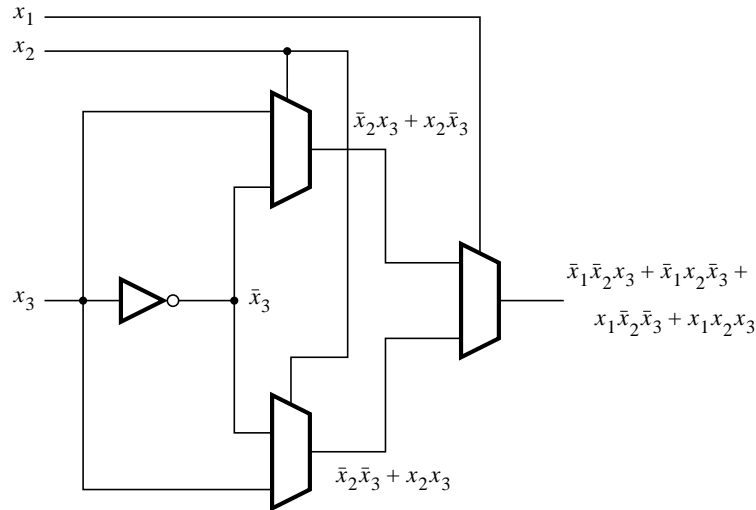 x₁
x₂
x̄₂x₃ + x₂x̄₃
x₃
x̄₃
x̄₁x̄₂x₃ + x̄₁x₂x̄₃ +
x₁x̄₂x̄₃ + x₁x₂x₃
x̄₂x̄₃ + x₂x₃